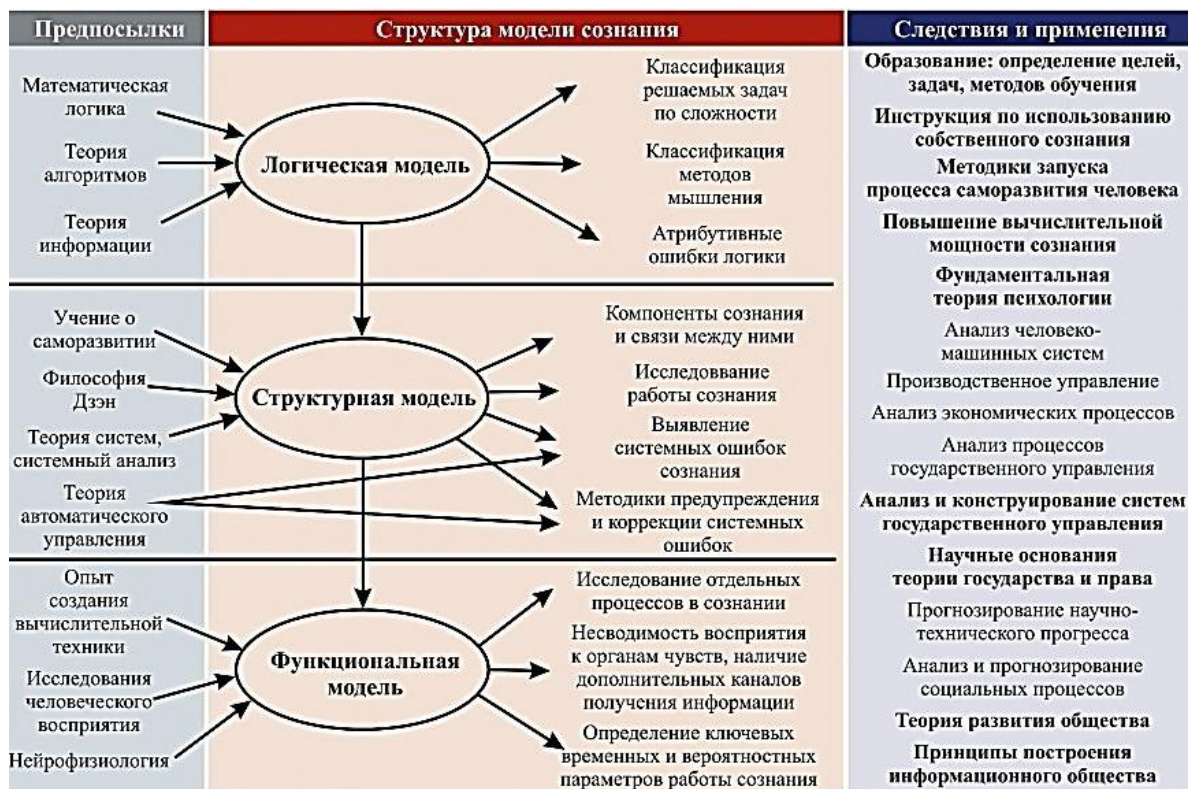 Предпосылки
Структура модели сознания
Следствия и применения
Математическая
логика
Теория
алгоритмов
Теория
информации
Логическая модель
Классификация
решаемых задач
по сложности
Классификация
методов
мышления
Атрибутивные
ошибки логики
Учение о
саморазвитии
Философия
Дзэн
Теория систем,
системный анализ
Теория
автоматического
управления
Структурная модель
Компоненты сознания
и связи между ними
Исследвование
работы сознания
Выявление
системных ошибок
сознания
Методики предупреждения
и коррекции системных
ошибок
Опыт
создания
вычислительной
техники
Исследования
человеческого
восприятия
Нейрофизиология
Функциональная
модель
Исследование отдельных
процессов в сознании
Несводимость восприятия
к органам чувств, наличие
дополнительных каналов
получения информации
Определение ключевых
временных и вероятностных
параметров работы сознания
Образование: определение целей,
задач, методов обучения
Инструкция по использованию
собственного сознания
Методики запуска
процесса саморазвития человека
Повышение вычислительной
мощности сознания
Фундаментальная
теория психологии
Анализ человеко-
машинных систем
Производственное управление
Анализ экономических процессов
Анализ процессов
государственного управления
Анализ и конструирование систем
государственного управления
Научные основания
теории государства и права
Прогнозирование научно-
технического прогресса
Анализ и прогнозирование
социальных процессов
Теория развития общества
Принципы построения
информационного общества